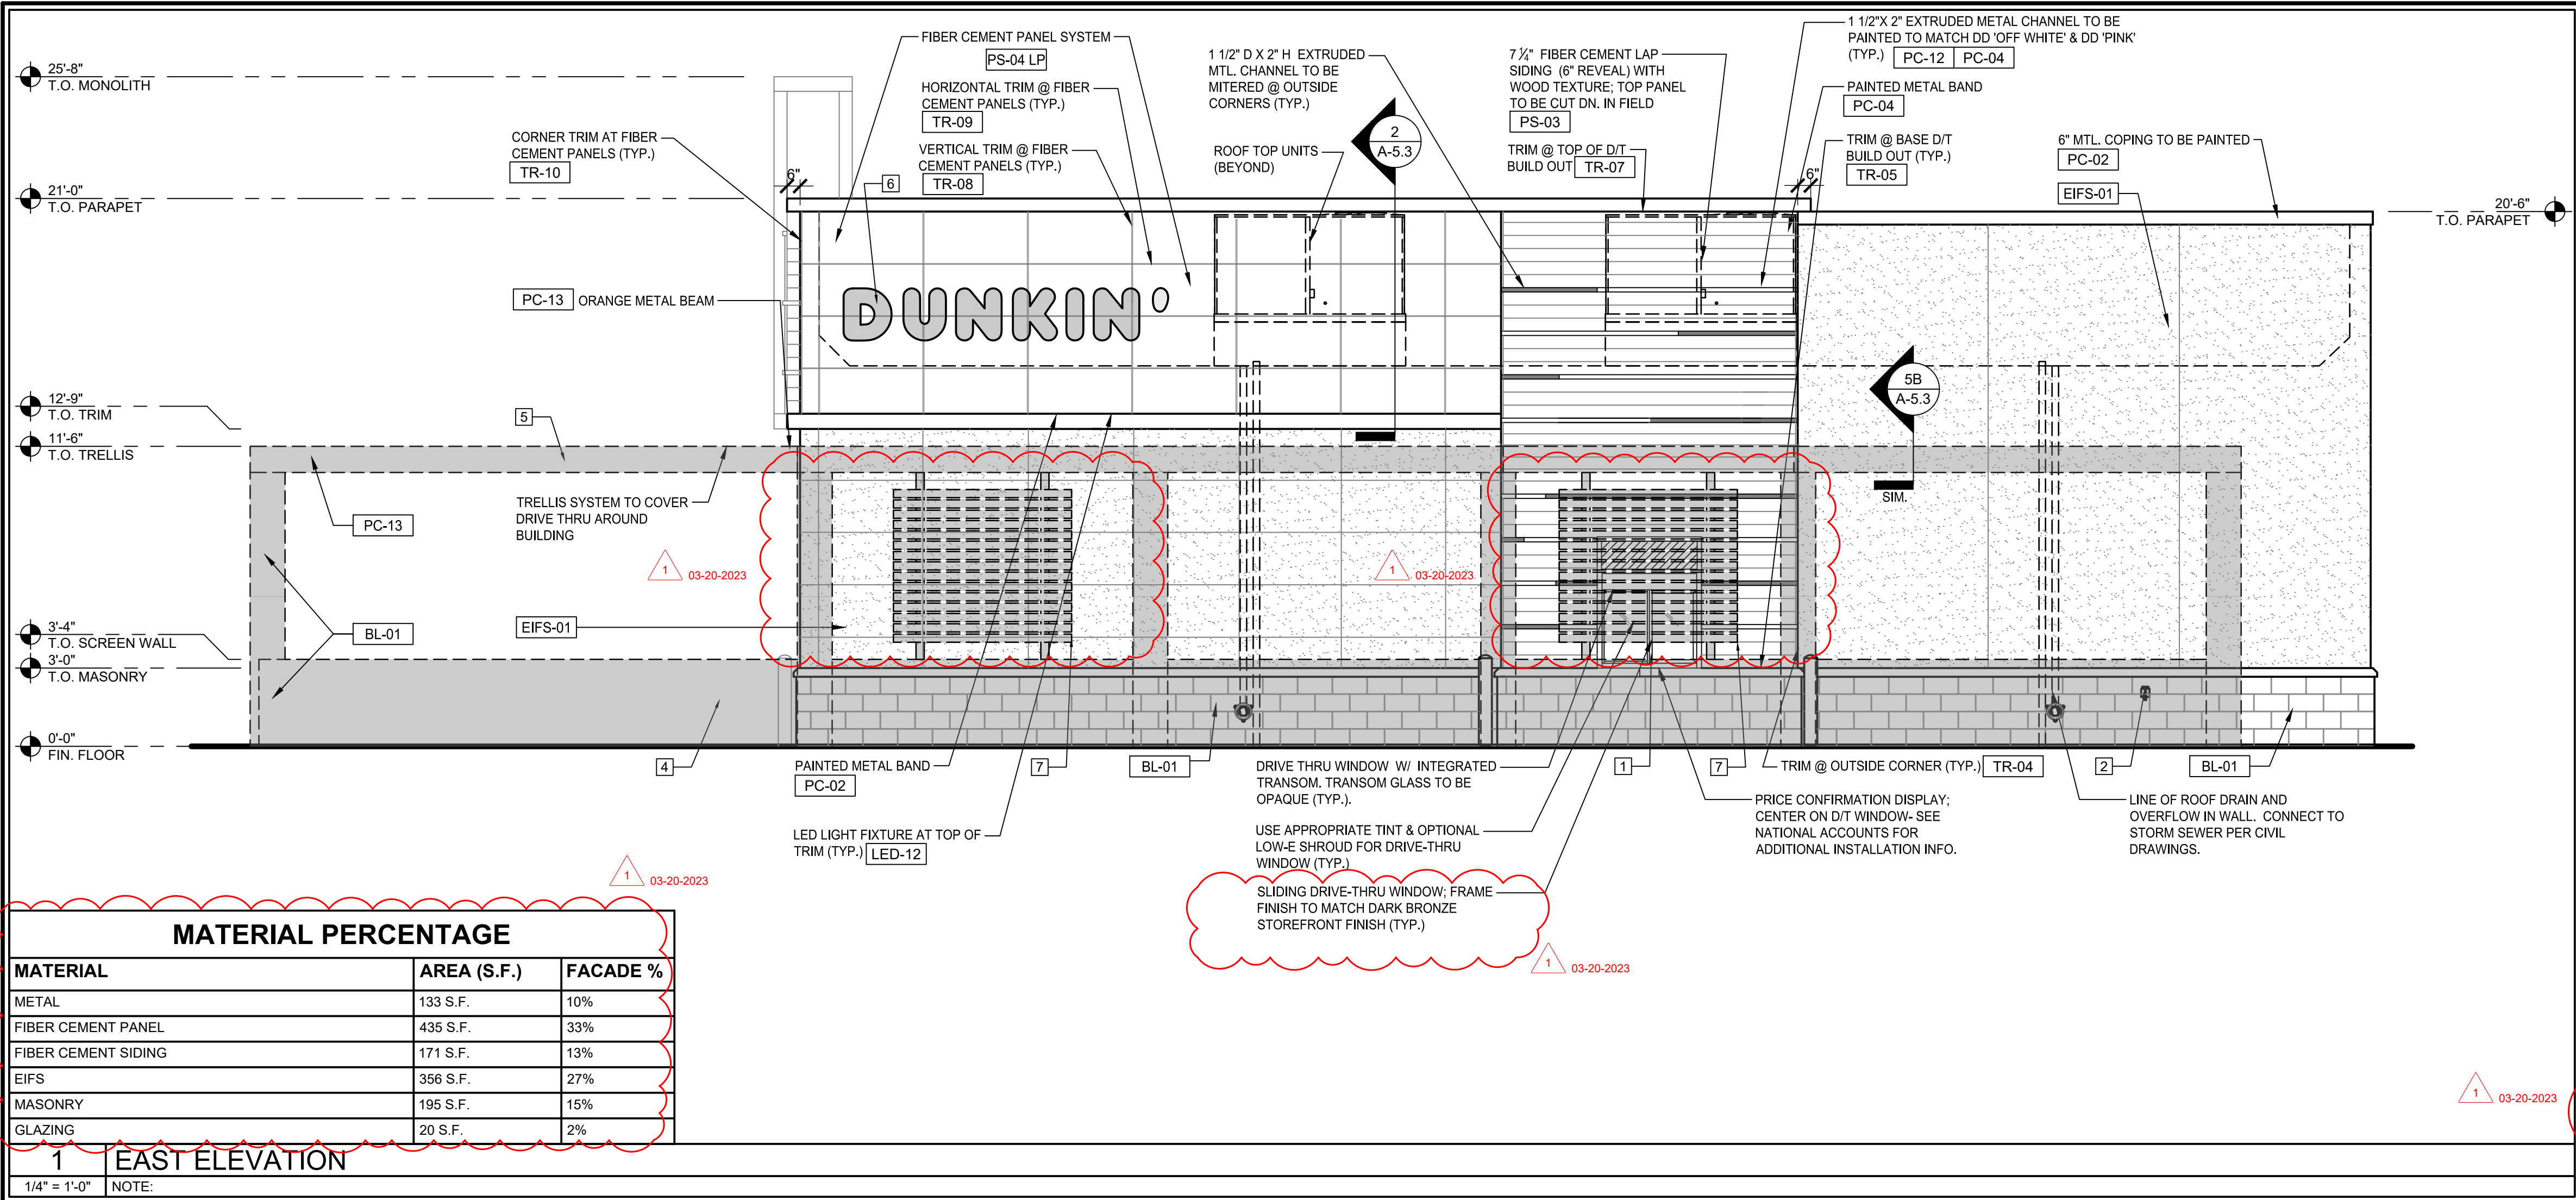 25'-8"
T.O. MONOLITH
21'-0"
T.O. PARAPET
12'-9"
T.O. TRIM
11'-6"
T.O. TRELLIS
3'-4"
T.O. SCREEN WALL
3'-0"
T.O. MASONRY
0'-0"
FIN. FLOOR
CORNER TRIM AT FIBER
CEMENT PANELS (TYP.)
TR-10
FIBER CEMENT PANEL SYSTEM
PS-04 LP
HORIZONTAL TRIM @ FIBER
CEMENT PANELS (TYP.)
TR-09
VERTICAL TRIM @ FIBER
CEMENT PANELS (TYP.)
TR-08
6"
6
1 1/2" D X 2" H EXTRUDED
MTL. CHANNEL TO BE
MITERED @ OUTSIDE
CORNERS (TYP.)
ROOF TOP UNITS
(BEYOND)
2
A-5.3
7 ¼" FIBER CEMENT LAP
SIDING (6" REVEAL) WITH
WOOD TEXTURE; TOP PANEL
TO BE CUT DN. IN FIELD
PS-03
TRIM @ TOP OF D/T
BUILD OUT TR-07
1 1/2"X 2" EXTRUDED METAL CHANNEL TO BE
PAINTED TO MATCH DD 'OFF WHITE' & DD 'PINK'
(TYP.) PC-12 PC-04
PAINTED METAL BAND
PC-04
TRIM @ BASE D/T
BUILD OUT (TYP.)
TR-05
6"
6" MTL. COPING TO BE PAINTED
PC-02
EIFS-01
20'-6"
T.O. PARAPET
PC-13 ORANGE METAL BEAM
DUNKIN'
5
5B
A-5.3
SIM.
PC-13
TRELLIS SYSTEM TO COVER
DRIVE THRU AROUND
BUILDING
1 03-20-2023
1 03-20-2023
BL-01
EIFS-01
4
PAINTED METAL BAND
PC-02
7
BL-01
LED LIGHT FIXTURE AT TOP OF
TRIM (TYP.) LED-12
DRIVE THRU WINDOW W/ INTEGRATED
TRANSOM. TRANSOM GLASS TO BE
OPAQUE (TYP.).
USE APPROPRIATE TINT & OPTIONAL
LOW-E SHROUD FOR DRIVE-THRU
WINDOW (TYP.)
SLIDING DRIVE-THRU WINDOW; FRAME
FINISH TO MATCH DARK BRONZE
STOREFRONT FINISH (TYP.)
1 03-20-2023
1
7
TRIM @ OUTSIDE CORNER (TYP.) TR-04
PRICE CONFIRMATION DISPLAY;
CENTER ON D/T WINDOW- SEE
NATIONAL ACCOUNTS FOR
ADDITIONAL INSTALLATION INFO.
2
BL-01
LINE OF ROOF DRAIN AND
OVERFLOW IN WALL. CONNECT TO
STORM SEWER PER CIVIL
DRAWINGS.
1 03-20-2023
1 03-20-2023
MATERIAL PERCENTAGE
MATERIAL AREA (S.F.) FACADE %
METAL 133 S.F. 10%
FIBER CEMENT PANEL 435 S.F. 33%
FIBER CEMENT SIDING 171 S.F. 13%
EIFS 356 S.F. 27%
MASONRY 195 S.F. 15%
GLAZING 20 S.F. 2%
1 EAST ELEVATION
1/4" = 1'-0" NOTE: